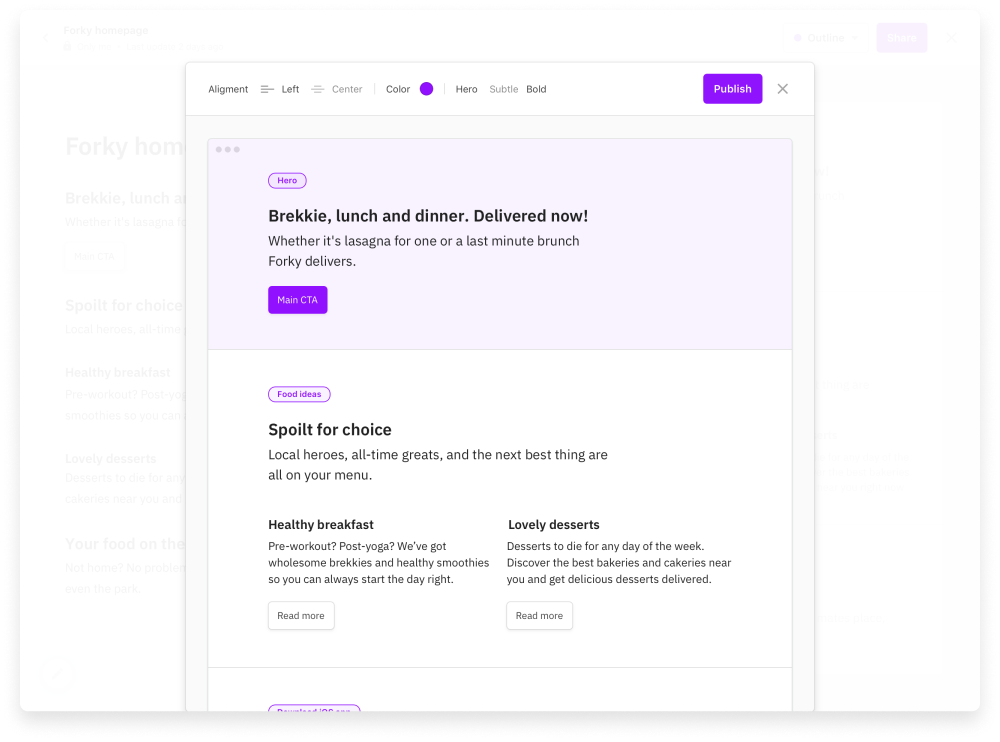 Forky homepage
Outline
Share
Aligment Left Center Color Hero Subtle Bold
Publish
Forky hom
Brekkie, lunch a
Whether it's lasagna fo
Main CTA
Spoilt for choice
Local heroes, all-time
Healthy breakfast
Pre-workout? Post-yog
smoothies so you can
Lovely desserts
Desserts to die for any
cakeries near you and
Your food on the
Not home? No problem
even the park.
Hero
Brekkie, lunch and dinner. Delivered now!
Whether it's lasagna for one or a last minute brunch
Forky delivers.
Main CTA
Food ideas
Spoilt for choice
Local heroes, all-time greats, and the next best thing are
all on your menu.
Healthy breakfast
Pre-workout? Post-yoga? We've got
wholesome brekkies and healthy smoothies
so you can always start the day right.
Read more
Lovely desserts
Desserts to die for any day of the week.
Discover the best bakeries and cakeries near
you and get delicious desserts delivered.
Read more
Download iOS app